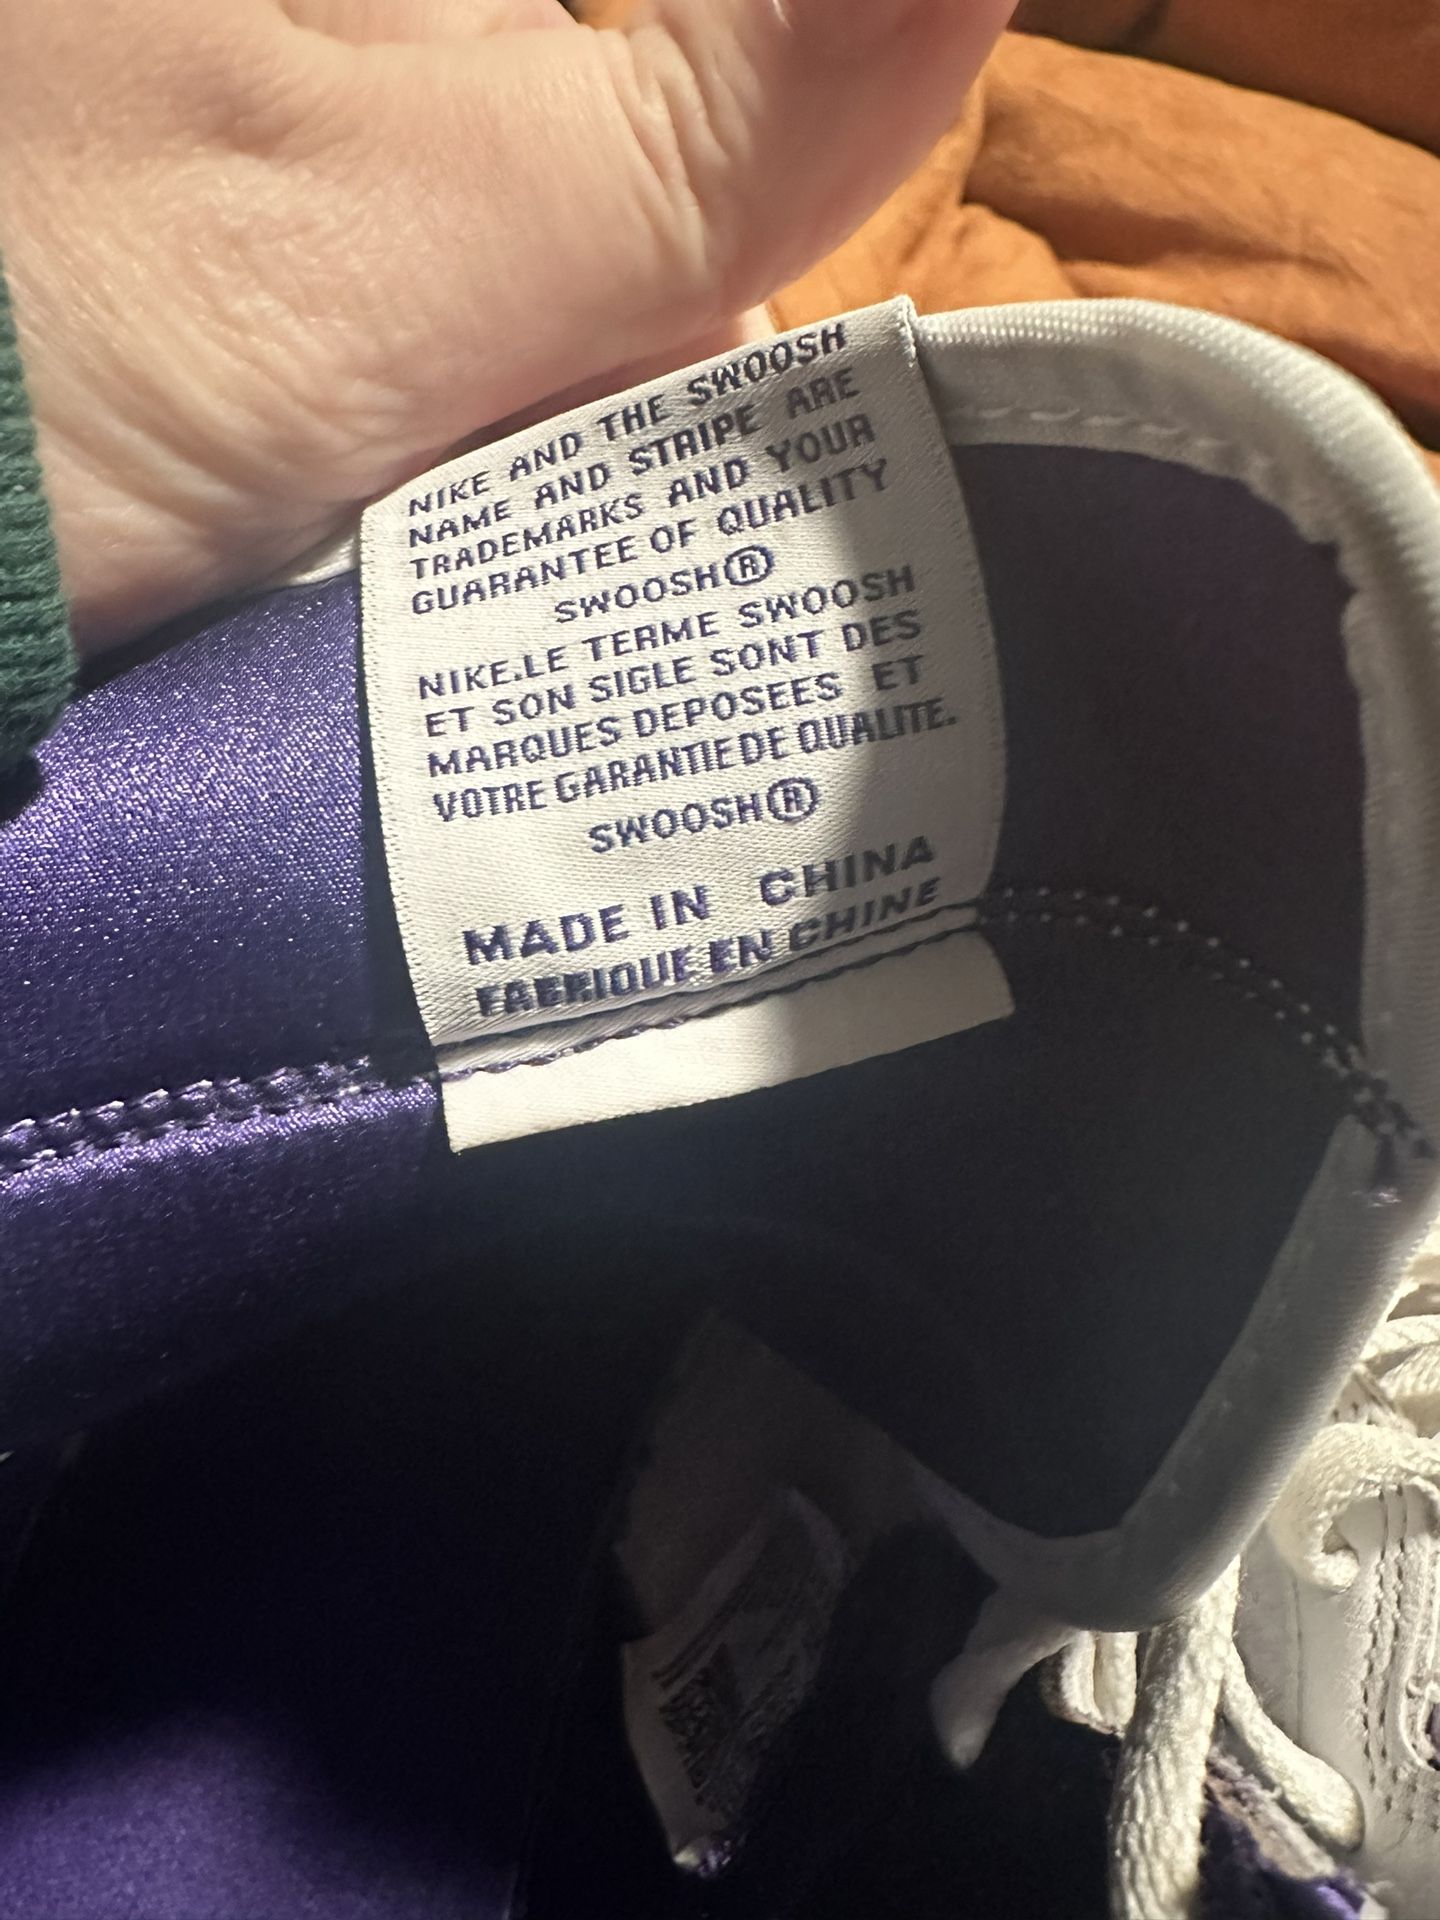 NIKE AND THE SWOOSH
NAME AND STRIPE ARE
TRADEMARKS AND YOUR
GUARANTEE OF QUALITY
SWOOSH®
NIKE.LE TERME SWOOSH
ET SON SIGLE SONT DES
MARQUES DEPOSEES ET
VOTRE GARANTIE DE QUALITE.
SWOOSH®
MADE IN CHINA
FABRIQUE EN CHINE